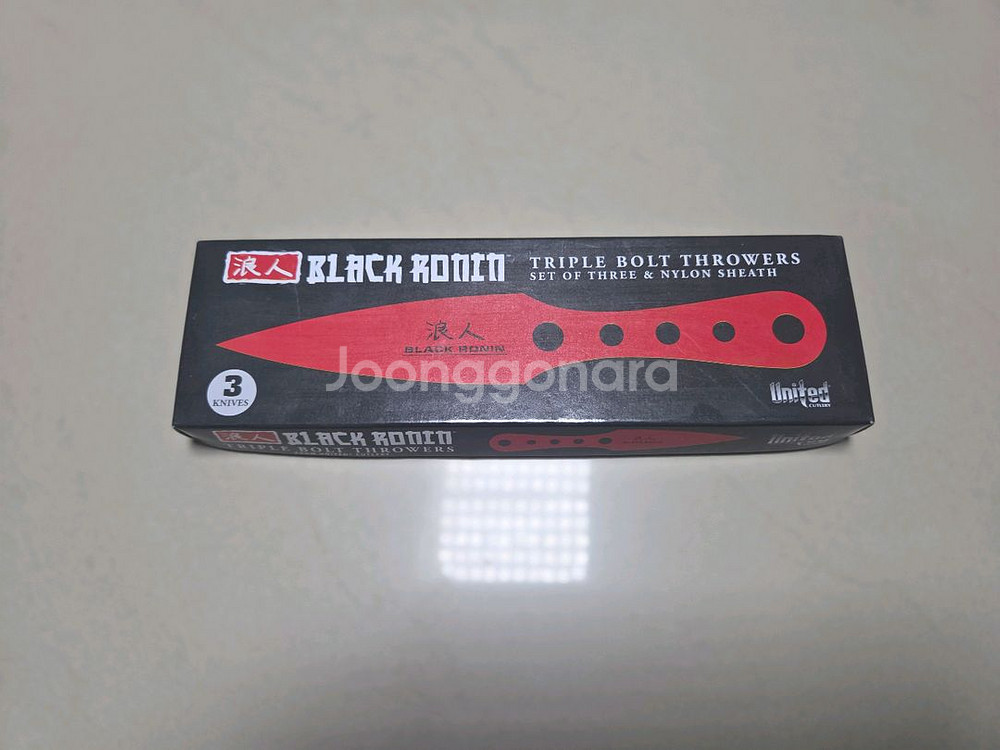 浪人 BLACK RONIN
TRIPLE BOLT THROWERS
SET OF THREE & NYLON SHEATH
浪人
BLACK RONIN
Joonggonara
3
KNIVES
United
CUTLERY
浪人 BLACK RONIN
TRIPLE BOLT THROWERS
United